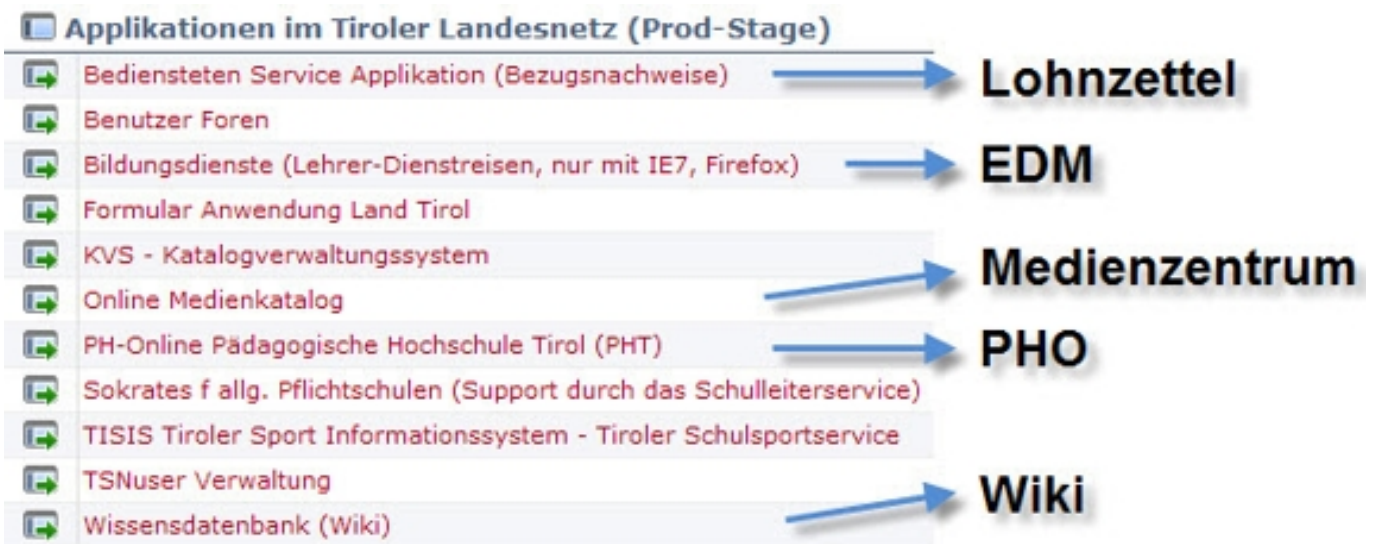 Applikationen im Tiroler Landesnetz (Prod-Stage)
Bediensteten Service Applikation (Bezugsnachweise)
Lohnzettel
Benutzer Foren
Bildungsdienste (Lehrer-Dienstreisen, nur mit IE7, Firefox)
EDM
Formular Anwendung Land Tirol
KVS - Katalogverwaltungssystem
Medienzentrum
Online Medienkatalog
PH-Online Pädagogische Hochschule Tirol (PHT)
PHO
Sokrates f allg. Pflichtschulen (Support durch das Schulleiterservice)
TISIS Tiroler Sport Informationssystem - Tiroler Schulsportservice
TSNuser Verwaltung
Wiki
Wissensdatenbank (Wiki)